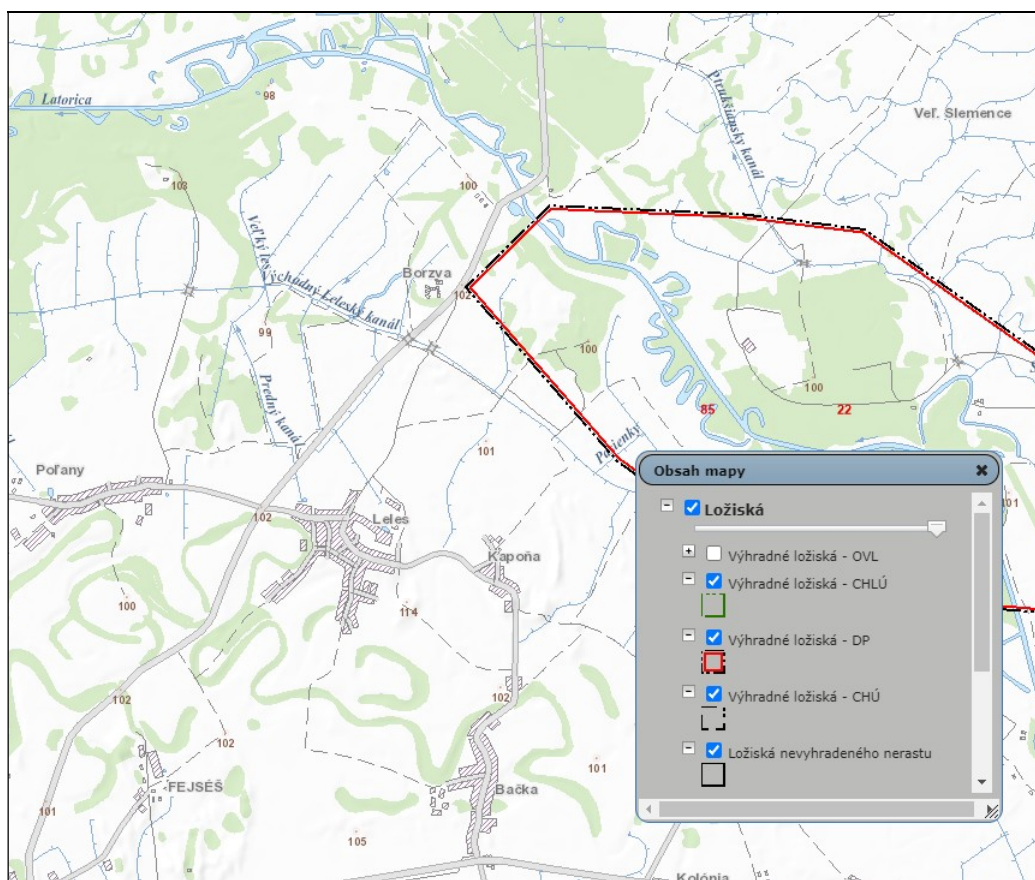 Latorica
98
Ptrukšiansky kanál
Veľ. Slemence
103
100
Veľký les
Východný Leleský kanál
Borzva
102
99
100
100
Predný kanál
85
22
101
Poľany
102
Leles
Kapoňa
100
114
102
102
102
101
101
FEJSÉŠ
Bačka
105
Kolónia
101
Obsah mapy
Ložiská
Výhradné ložiská - OVL
Výhradné ložiská - CHLÚ
Výhradné ložiská - DP
Výhradné ložiská - CHÚ
Ložiská nevyhradeného nerastu